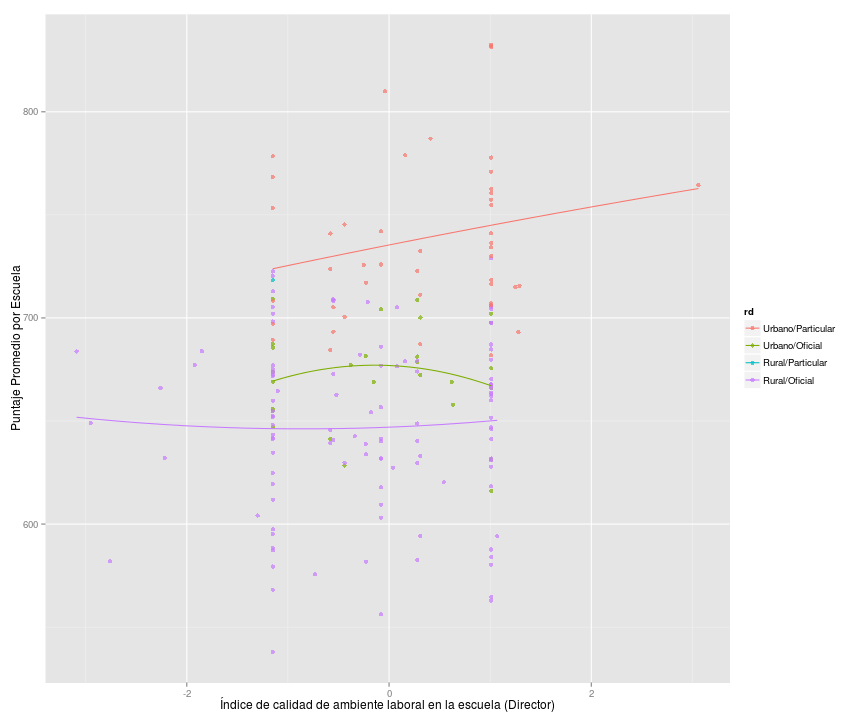 800
700
600
Puntaje Promedio por Escuela
-2
0
2
Índice de calidad de ambiente laboral en la escuela (Director)
rd
Urbano/Particular
Urbano/Oficial
Rural/Particular
Rural/Oficial